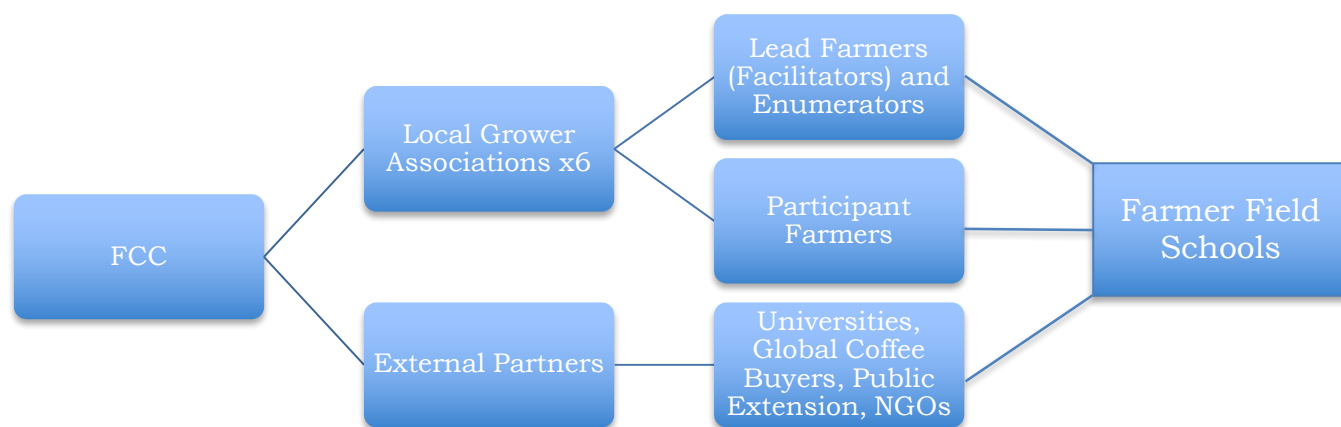 FCC
Local Grower
Associations x6
External Partners
Lead Farmers
(Facilitators) and
Enumerators
Participant
Farmers
Universities,
Global Coffee
Buyers, Public
Extension, NGOs
Farmer Field
Schools